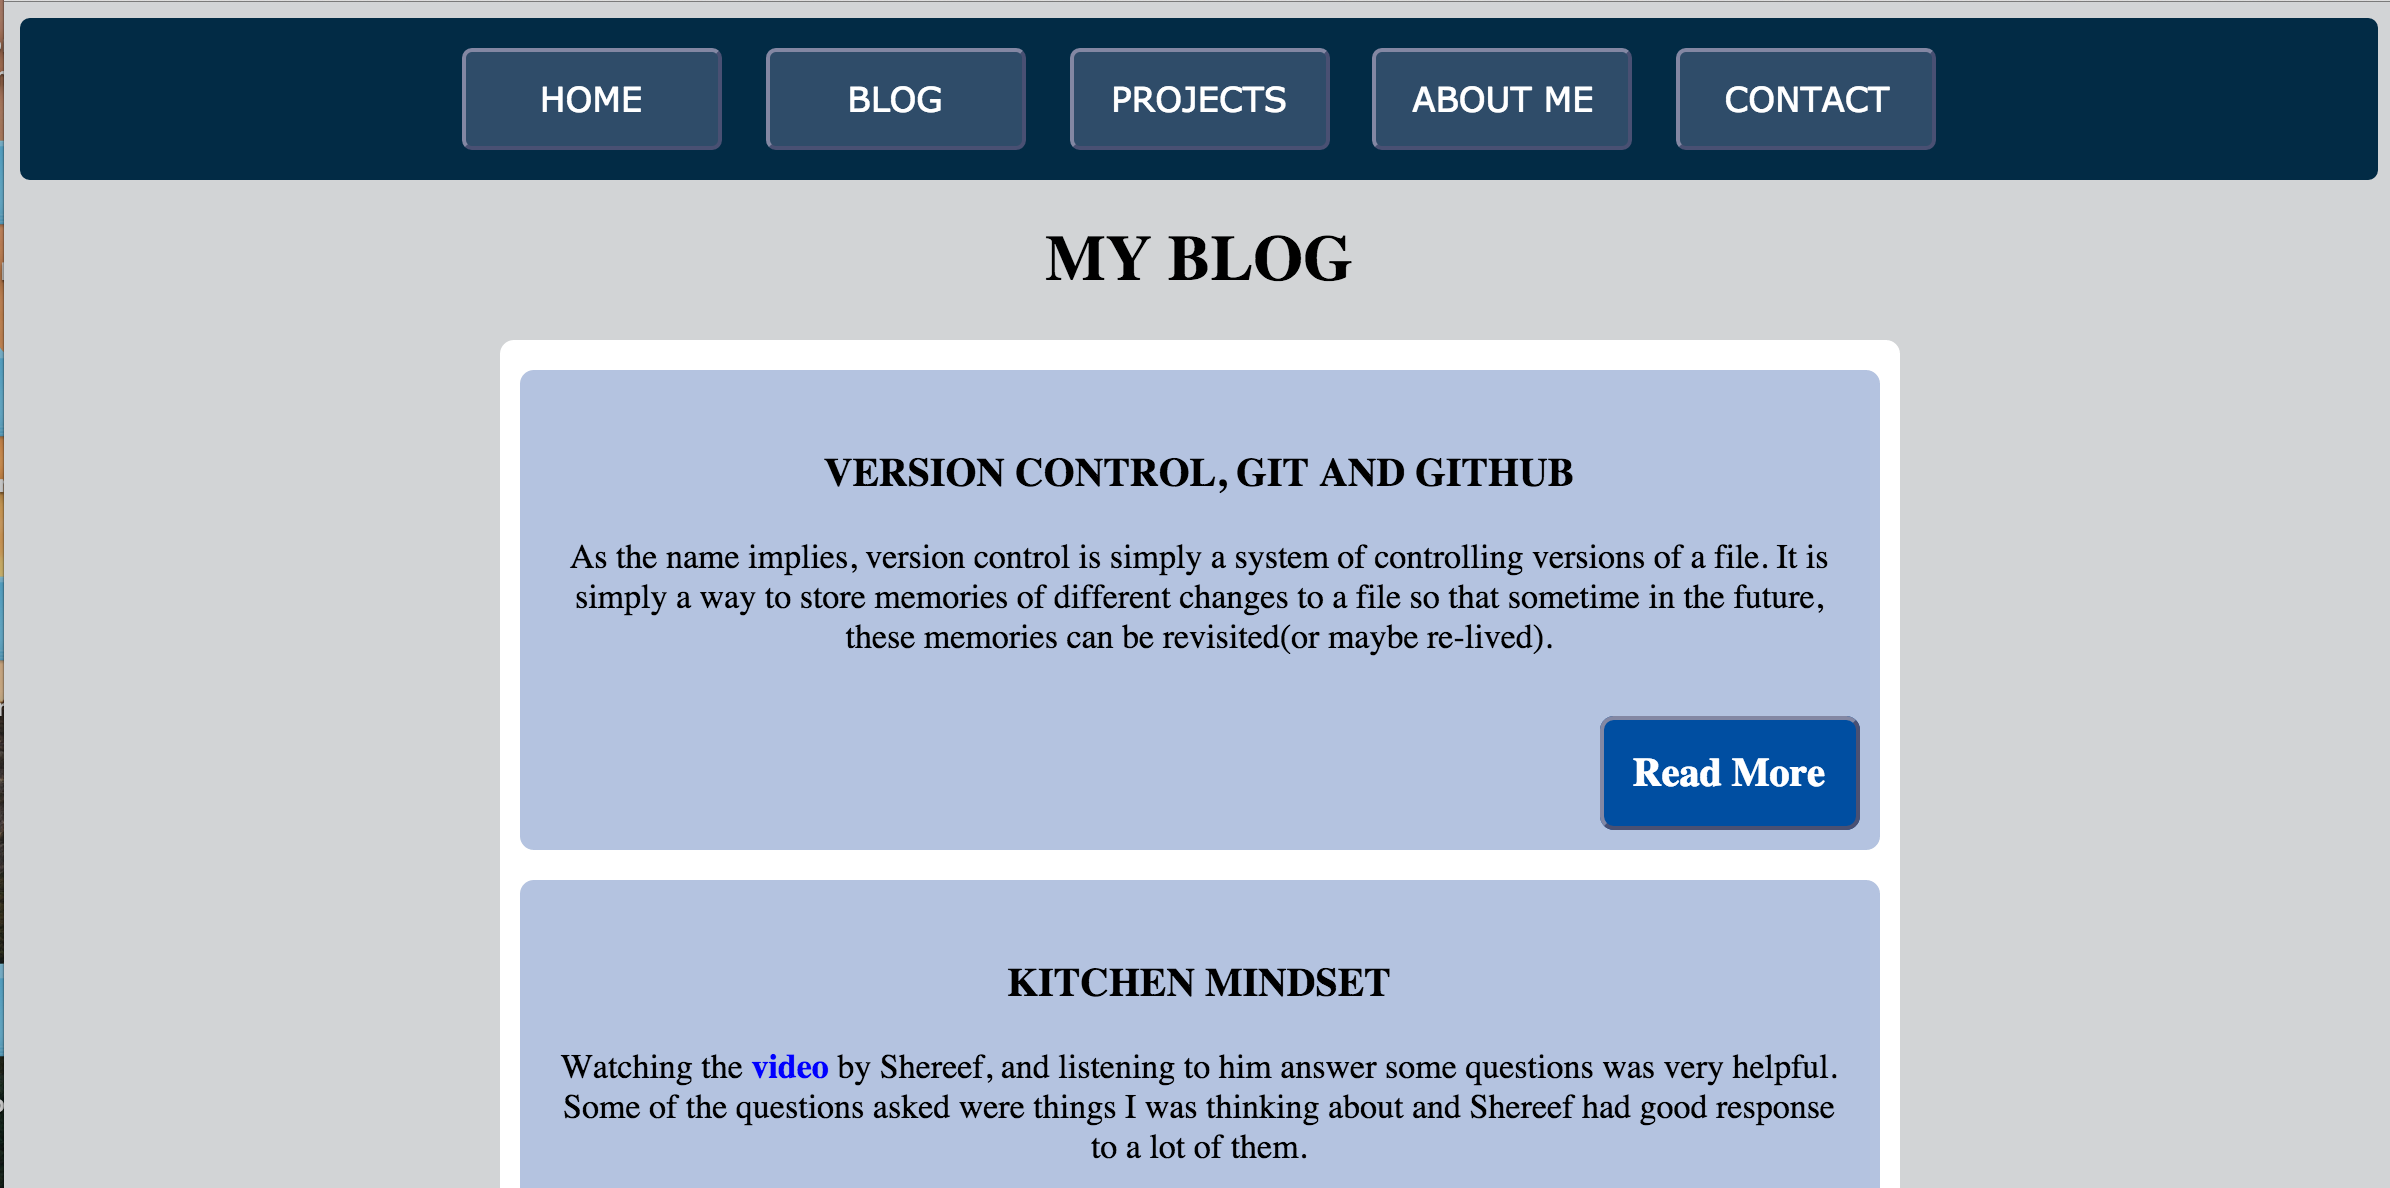 HOME BLOG PROJECTS ABOUT ME CONTACT
MY BLOG
VERSION CONTROL, GIT AND GITHUB
As the name implies, version control is simply a system of controlling versions of a file. It is
simply a way to store memories of different changes to a file so that sometime in the future,
these memories can be revisited(or maybe re-lived).
Read More
KITCHEN MINDSET
Watching the video by Shereef, and listening to him answer some questions was very helpful.
Some of the questions asked were things I was thinking about and Shereef had good response
to a lot of them.